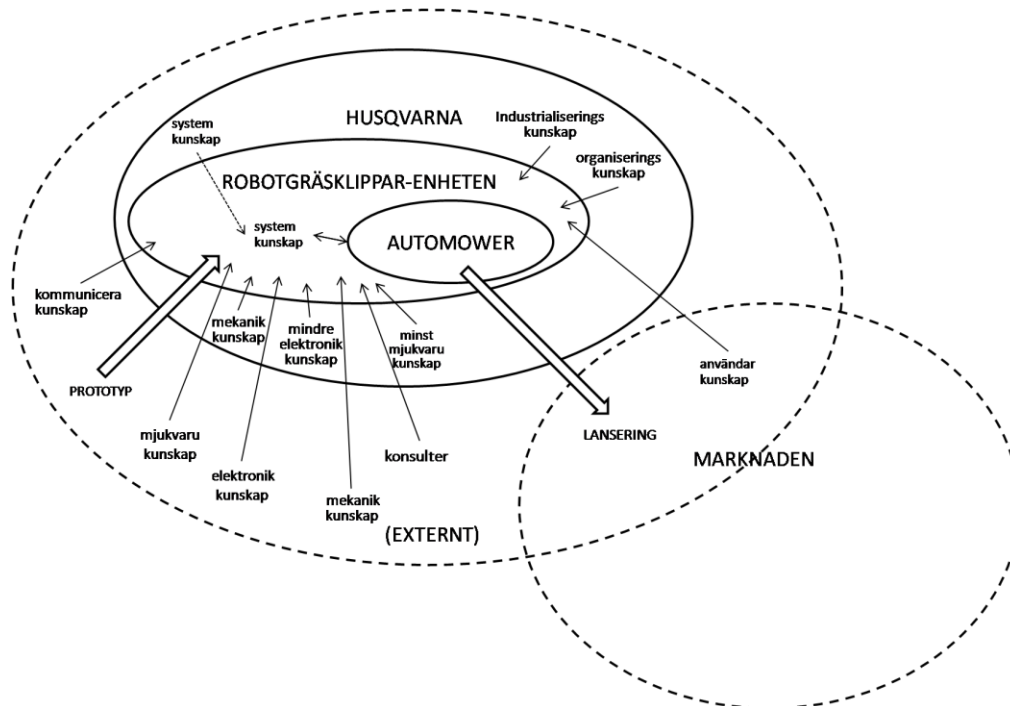 HUSQVARNA
system
kunskap
Industrialiserings
kunskap
organiserings
kunskap
ROBOTGRÄSKLIPPAR-ENHETEN
system
kunskap
AUTOMOWER
kommunicera
kunskap
mekanik
kunskap
mindre
elektronik
kunskap
minst
mjukvaru
kunskap
användar
kunskap
PROTOTYP
mjukvaru
kunskap
elektronik
kunskap
mekanik
kunskap
konsulter
LANSERING
MARKNADEN
(EXTERNT)